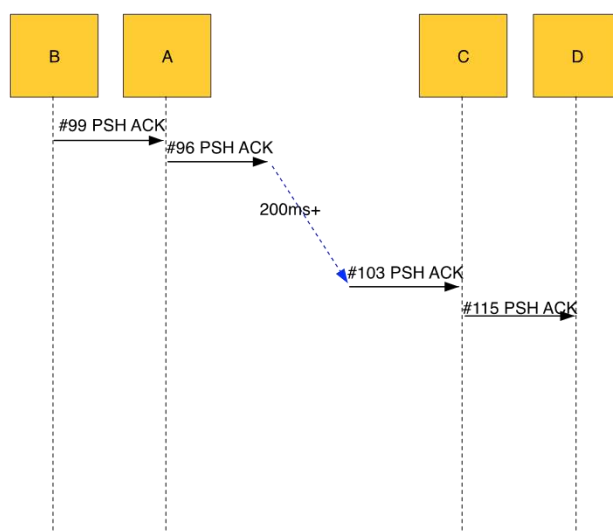 B
A
C
D
#99 PSH ACK
#96 PSH ACK
200ms+
#103 PSH ACK
#115 PSH ACK